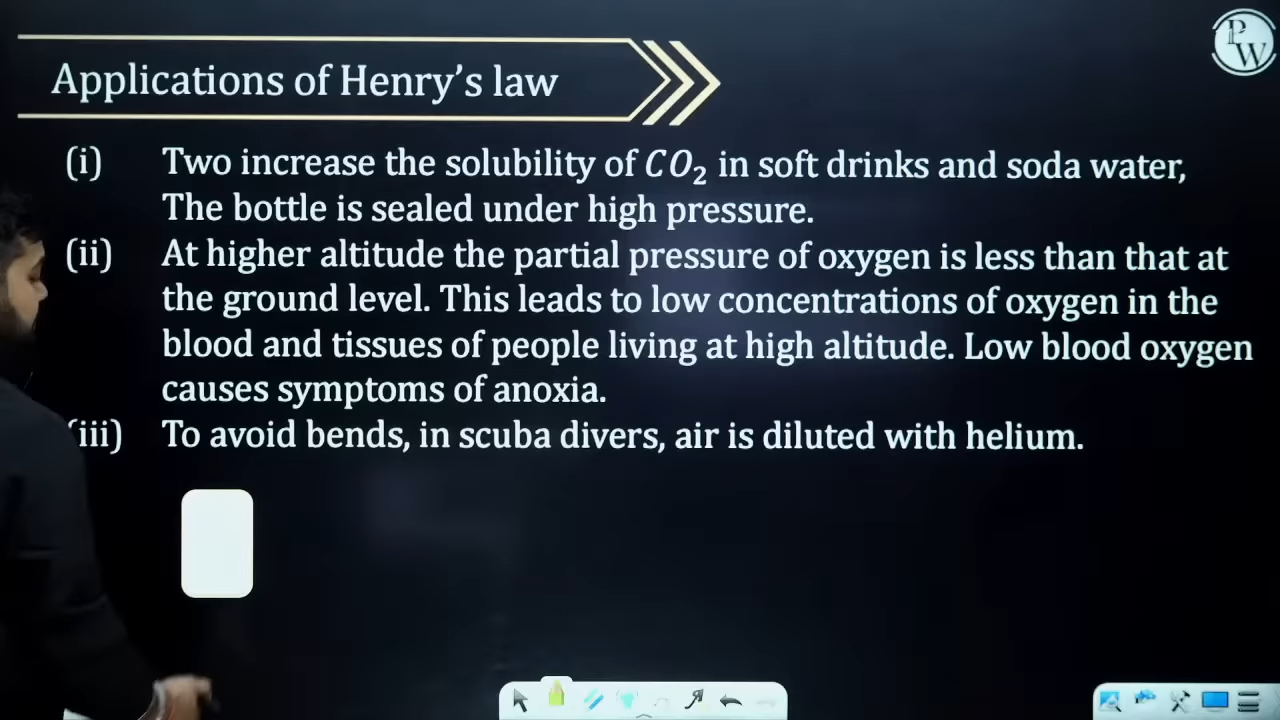 PW
Applications of Henry's law
(i) Two increase the solubility of CO₂ in soft drinks and soda water,
The bottle is sealed under high pressure.
(ii) At higher altitude the partial pressure of oxygen is less than that at
the ground level. This leads to low concentrations of oxygen in the
blood and tissues of people living at high altitude. Low blood oxygen
causes symptoms of anoxia.
(iii) To avoid bends, in scuba divers, air is diluted with helium.